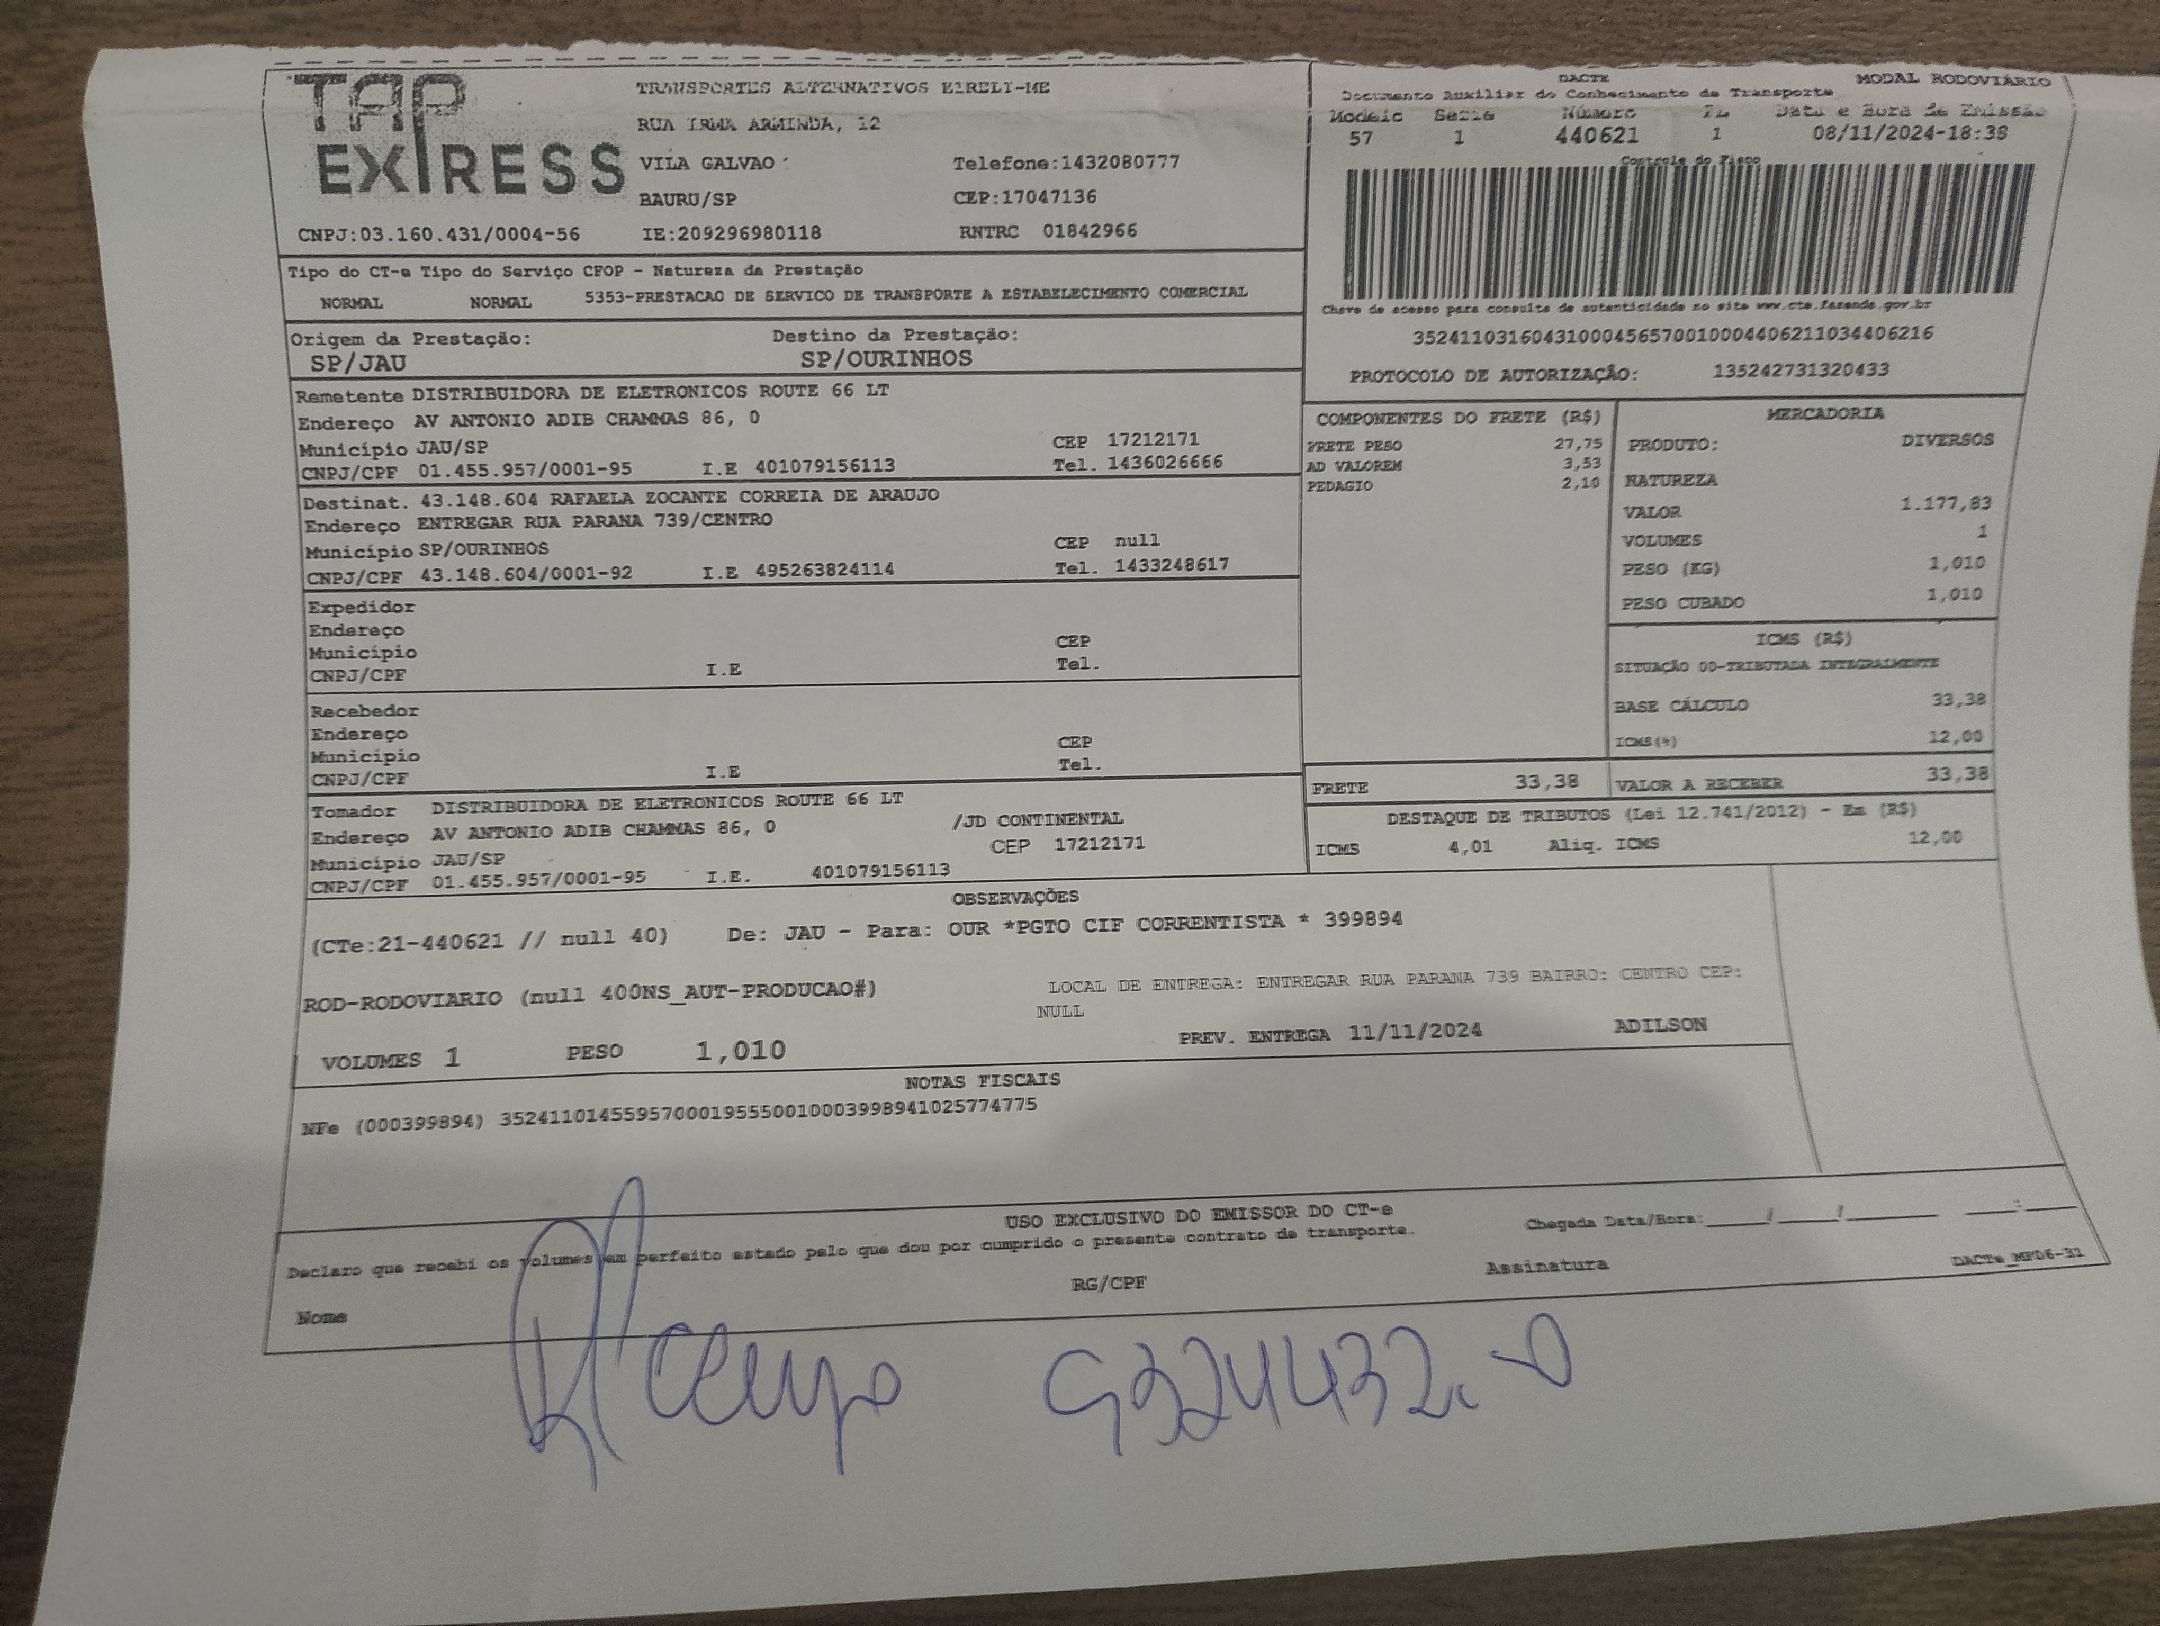 TAP EXPRESS
TRANSPORTES ALTERNATIVOS EIRELI-ME
RUA IRMA ARMINDA, 12
VILA GALVAO Telefone:1432080777
BAURU/SP CEP:17047136
CNPJ:03.160.431/0004-56 IE:209296980118 RNTRC 01842966
DACTE MODAL RODOVIÁRIO
Documento Auxiliar do Conhecimento de Transporte
Modelo Serie Número FL Data e Hora de Emissão
57 1 440621 1 08/11/2024-18:38
Controle do Fisco
Chave de acesso para consulta de autenticidade no site www.cte.fazenda.gov.br
35241103160431000456570010004406211034406216
PROTOCOLO DE AUTORIZAÇÃO: 135242731320433
Tipo do CT-e Tipo do Serviço CFOP - Natureza da Prestação
NORMAL NORMAL 5353-PRESTACAO DE SERVICO DE TRANSPORTE A ESTABELECIMENTO COMERCIAL
Origem da Prestação: Destino da Prestação:
SP/JAU SP/OURINHOS
Remetente DISTRIBUIDORA DE ELETRONICOS ROUTE 66 LT
Endereço AV ANTONIO ADIB CHAMMAS 86, 0
Município JAU/SP CEP 17212171
CNPJ/CPF 01.455.957/0001-95 I.E 401079156113 Tel. 1436026666
Destinat. 43.148.604 RAFAELA ZOCANTE CORREIA DE ARAUJO
Endereço ENTREGAR RUA PARANA 739/CENTRO
Município SP/OURINHOS CEP null
CNPJ/CPF 43.148.604/0001-92 I.E 495263824114 Tel. 1433248617
Expedidor
Endereço
Município CEP
CNPJ/CPF I.E Tel.
Recebedor
Endereço
Município CEP
CNPJ/CPF I.E Tel.
Tomador DISTRIBUIDORA DE ELETRONICOS ROUTE 66 LT
Endereço AV ANTONIO ADIB CHAMMAS 86, 0 /JD CONTINENTAL
Município JAU/SP CEP 17212171
CNPJ/CPF 01.455.957/0001-95 I.E. 401079156113
COMPONENTES DO FRETE (R$)
FRETE PESO 27,75
AD VALOREM 3,53
PEDAGIO 2,10
MERCADORIA
PRODUTO: DIVERSOS
NATUREZA
VALOR 1.177,83
VOLUMES 1
PESO (KG) 1,010
PESO CUBADO 1,010
ICMS (R$)
SITUAÇÃO 00-TRIBUTADA INTEGRALMENTE
BASE CÁLCULO 33,38
ICMS(%) 12,00
FRETE 33,38 VALOR A RECEBER 33,38
DESTAQUE DE TRIBUTOS (Lei 12.741/2012) - Em (R$)
ICMS 4,01 Aliq. ICMS 12,00
OBSERVAÇÕES
(CTe:21-440621 // null 40) De: JAU - Para: OUR *PGTO CIF CORRENTISTA * 399894
ROD-RODOVIARIO (null 400NS_AUT-PRODUCAO#) LOCAL DE ENTREGA: ENTREGAR RUA PARANA 739 BAIRRO: CENTRO CEP:
NULL
VOLUMES 1 PESO 1,010 PREV. ENTREGA 11/11/2024 ADILSON
NOTAS FISCAIS
NFe (000399894) 35241101455957000195550010003998941025774775
USO EXCLUSIVO DO EMISSOR DO CT-e
Declaro que recebi os volumes em perfeito estado pelo que dou por cumprido o presente contrato de transporte. Chegada Data/Hora:_____/_____/_______ ____:____
Nome RG/CPF Assinatura DACTe_MF06-31